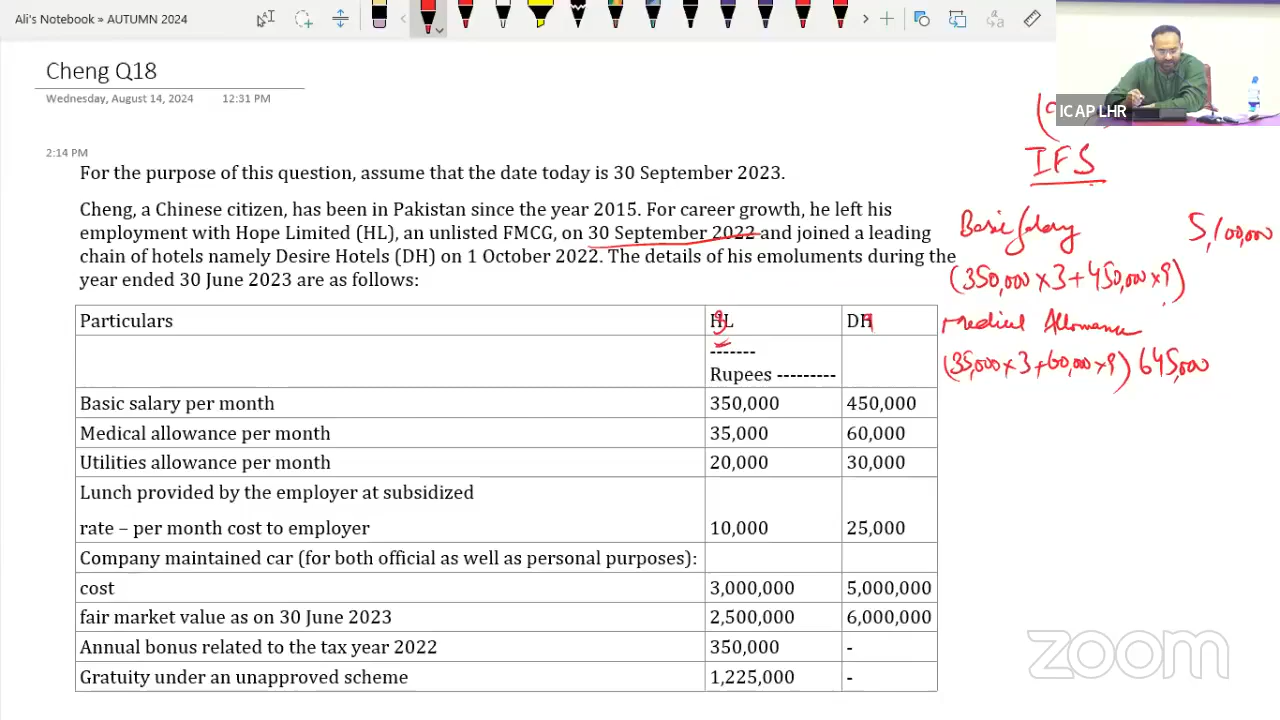 Ali's Notebook » AUTUMN 2024
Cheng Q18
Wednesday, August 14, 2024 12:31 PM
ICAP LHR
2:14 PM
For the purpose of this question, assume that the date today is 30 September 2023.
IFS
Cheng, a Chinese citizen, has been in Pakistan since the year 2015. For career growth, he left his
employment with Hope Limited (HL), an unlisted FMCG, on 30 September 2022 and joined a leading
chain of hotels namely Desire Hotels (DH) on 1 October 2022. The details of his emoluments during the
year ended 30 June 2023 are as follows:
Basic Salary 5,100,000
(350,000 x 3 + 450,000 x 9)
Medical Allowance
(35,000 x 3 + 60,000 x 9) 645,000
Particulars HL DH
3 9
-------
Rupees ---------
Basic salary per month 350,000 450,000
Medical allowance per month 35,000 60,000
Utilities allowance per month 20,000 30,000
Lunch provided by the employer at subsidized
rate – per month cost to employer 10,000 25,000
Company maintained car (for both official as well as personal purposes):
cost 3,000,000 5,000,000
fair market value as on 30 June 2023 2,500,000 6,000,000
Annual bonus related to the tax year 2022 350,000 -
Gratuity under an unapproved scheme 1,225,000 -
zoom